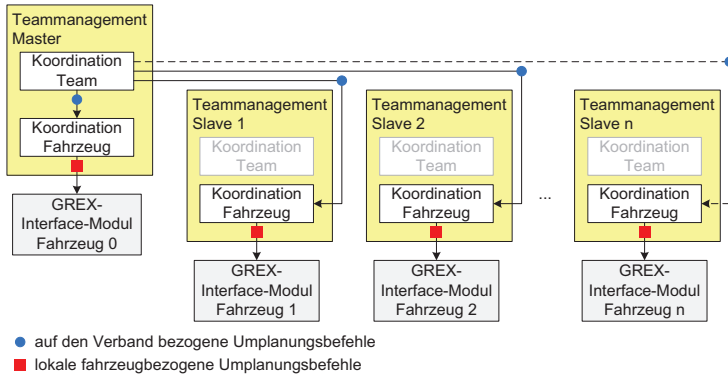 Teammanagement
Master
Koordination
Team
Koordination
Fahrzeug
GREX-
Interface-Modul
Fahrzeug 0
Teammanagement
Slave 1
Koordination
Team
Koordination
Fahrzeug
GREX-
Interface-Modul
Fahrzeug 1
Teammanagement
Slave 2
Koordination
Team
Koordination
Fahrzeug
GREX-
Interface-Modul
Fahrzeug 2
...
Teammanagement
Slave n
Koordination
Team
Koordination
Fahrzeug
GREX-
Interface-Modul
Fahrzeug n
auf den Verband bezogene Umplanungsbefehle
lokale fahrzeugbezogene Umplanungsbefehle